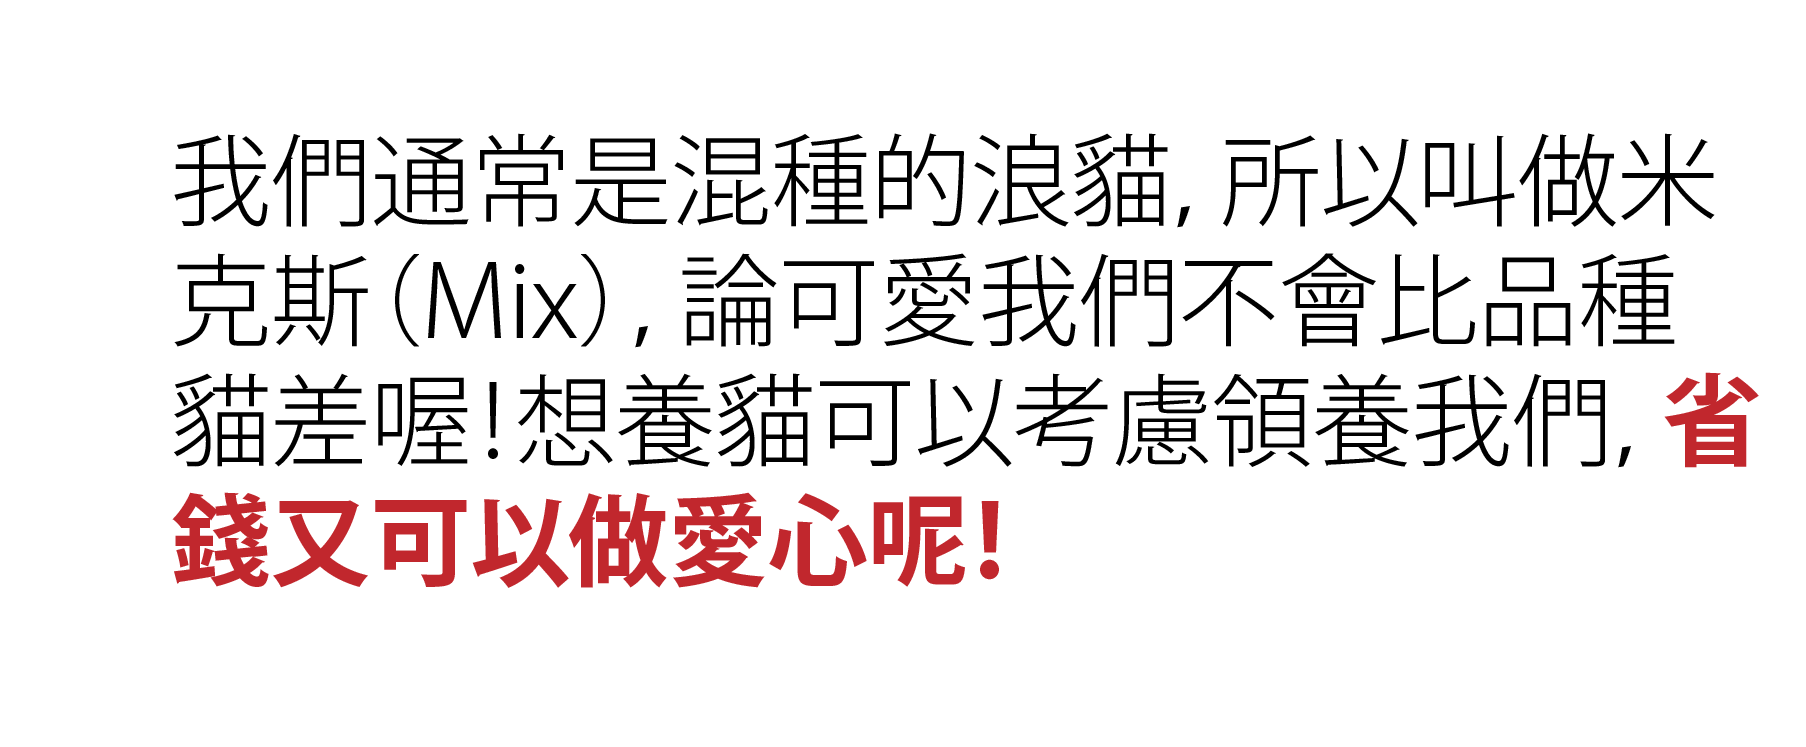 我們通常是混種的浪貓, 所以叫做米
克斯(Mix), 論可愛我們不會比品種
貓差喔!想養貓可以考慮領養我們, 省
錢又可以做愛心呢!